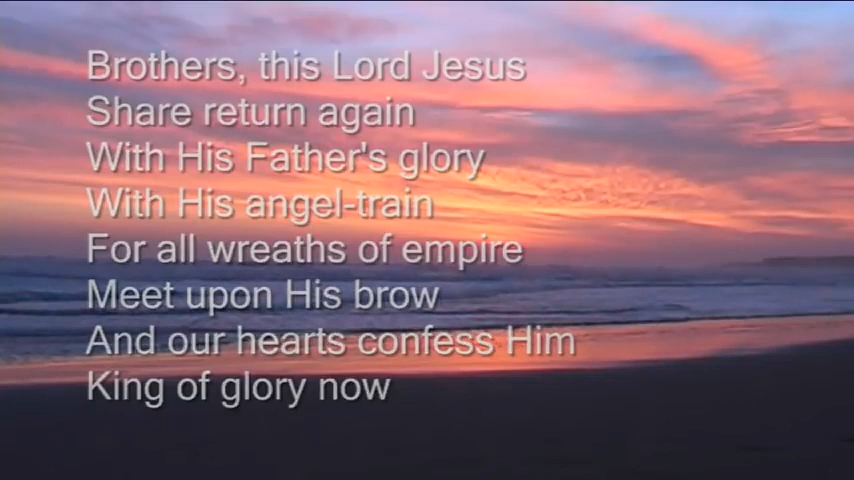 Brothers, this Lord Jesus
Share return again
With His Father's glory
With His angel-train
For all wreaths of empire
Meet upon His brow
And our hearts confess Him
King of glory now